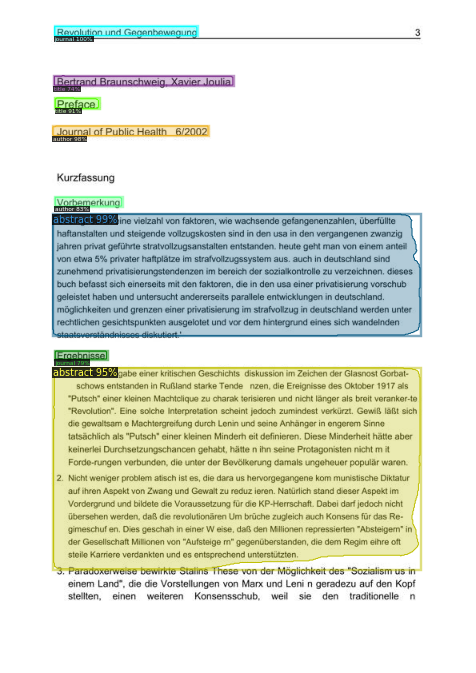 Revolution und Gegenbewegung 3
journal 100%
Bertrand Braunschweig, Xavier Joulia
title 74%
Preface
title 91%
Journal of Public Health 6/2002
author 98%
Kurzfassung
Vorbemerkung
author 83%
abstract 99% eine vielzahl von faktoren, wie wachsende gefangenenzahlen, überfüllte
haftanstalten und steigende vollzugskosten sind in den usa in den vergangenen zwanzig
jahren privat geführte stratvollzugsanstalten entstanden. heute geht man von einem anteil
von etwa 5% privater haftplätze im strafvollzugssystem aus. auch in deutschland sind
zunehmend privatisierungstendenzen im bereich der sozialkontrolle zu verzeichnen. dieses
buch befasst sich einerseits mit den faktoren, die in den usa einer privatisierung vorschub
geleistet haben und untersucht andererseits parallele entwicklungen in deutschland.
möglichkeiten und grenzen einer privatisierung im strafvollzug in deutschland werden unter
rechtlichen gesichtspunkten ausgelotet und vor dem hintergrund eines sich wandelnden
staatsverständnisses diskutiert.'
Ergebnisse
abstract 95% gabe einer kritischen Geschichts diskussion im Zeichen der Glasnost Gorbat-
schows entstanden in Rußland starke Tende nzen, die Ereignisse des Oktober 1917 als
"Putsch" einer kleinen Machtclique zu charak terisieren und nicht länger als breit veranker-te
"Revolution". Eine solche Interpretation scheint jedoch zumindest verkürzt. Gewiß läßt sich
die gewaltsam e Machtergreifung durch Lenin und seine Anhänger in engerem Sinne
tatsächlich als "Putsch" einer kleinen Minderh eit definieren. Diese Minderheit hätte aber
keinerlei Durchsetzungschancen gehabt, hätte n ihn seine Protagonisten nicht m it
Forde-rungen verbunden, die unter der Bevölkerung damals ungeheuer populär waren.
2. Nicht weniger problem atisch ist es, die dara us hervorgegangene kom munistische Diktatur
auf ihren Aspekt von Zwang und Gewalt zu reduz ieren. Natürlich stand dieser Aspekt im
Vordergrund und bildete die Voraussetzung für die KP-Herrschaft. Dabei darf jedoch nicht
übersehen werden, daß die revolutionären Um brüche zugleich auch Konsens für das Re-
gimeschuf en. Dies geschah in einer W eise, daß den Millionen repressierten "Absteigern" in
der Gesellschaft Millionen von "Aufsteige rn" gegenüberstanden, die dem Regim eihre oft
steile Karriere verdankten und es entsprechend unterstützten.
3. Paradoxerweise bewirkte Stalins These von der Möglichkeit des "Sozialism us in
einem Land", die die Vorstellungen von Marx und Leni n geradezu auf den Kopf
stellten, einen weiteren Konsensschub, weil sie den traditionelle n